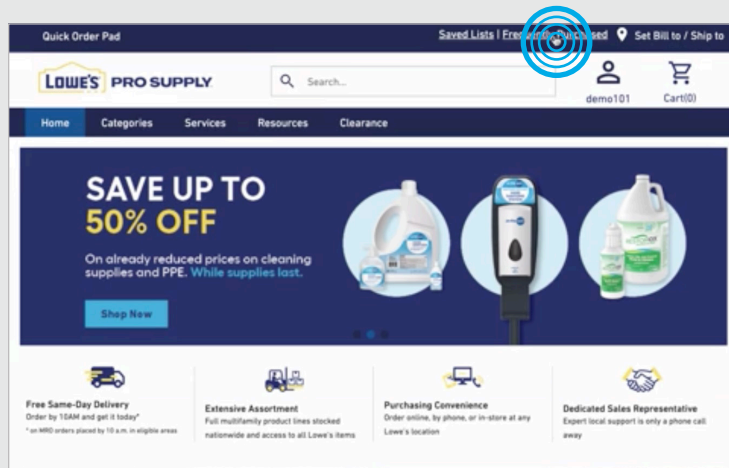 Quick Order Pad
Saved Lists | Frequently Purchased
Set Bill to / Ship to
LOWE'S PRO SUPPLY
Search...
demo101
Cart(0)
Home
Categories
Services
Resources
Clearance
SAVE UP TO
50% OFF
On already reduced prices on cleaning
supplies and PPE. While supplies last.
Shop Now
Free Same-Day Delivery
Order by 10AM and get it today*
* on MRO orders placed by 10 a.m. in eligible areas
Extensive Assortment
Full multifamily product lines stocked
nationwide and access to all Lowe's items
Purchasing Convenience
Order online, by phone, or in-store at any
Lowe's location
Dedicated Sales Representative
Expert local support is only a phone call
away